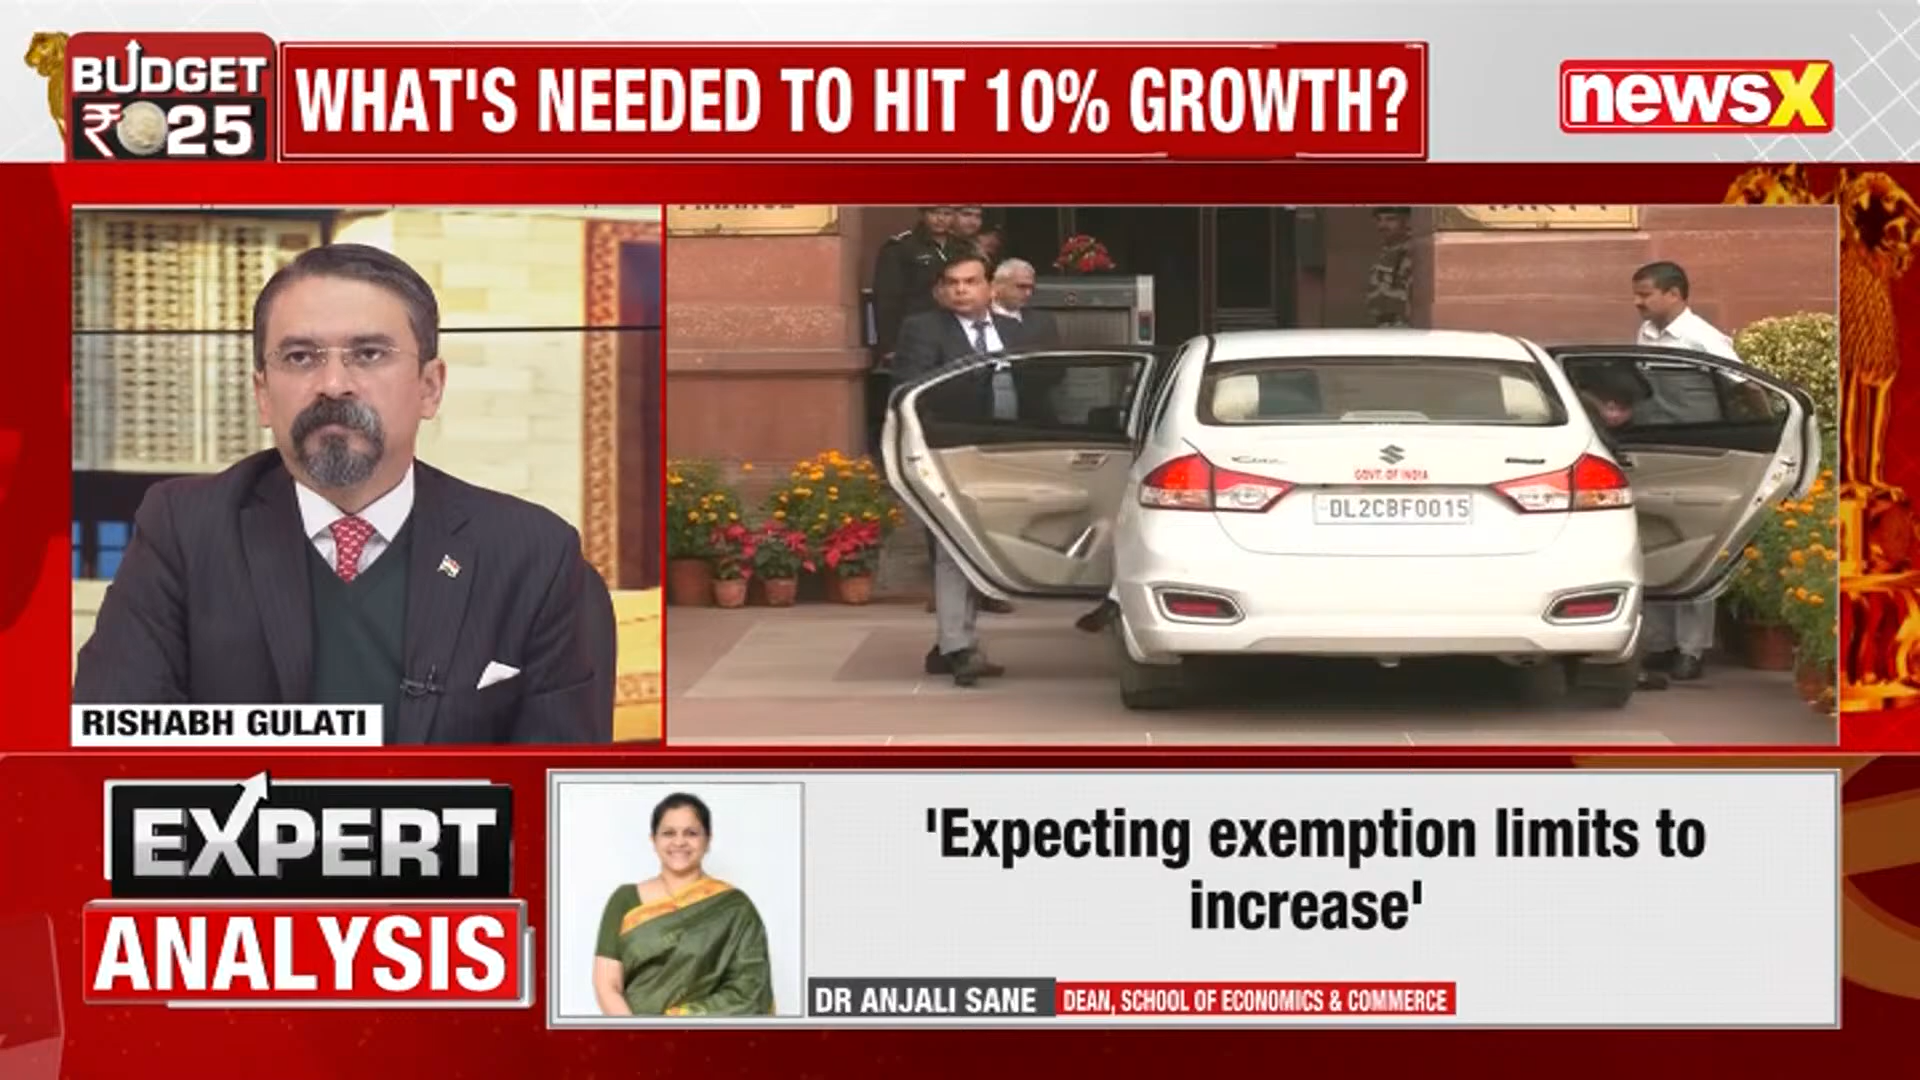 BUDGET
₹25
WHAT'S NEEDED TO HIT 10% GROWTH?
newsX
GOVT. OF INDIA
DL2CBF0015
RISHABH GULATI
EXPERT
ANALYSIS
'Expecting exemption limits to
increase'
DR ANJALI SANE
DEAN, SCHOOL OF ECONOMICS & COMMERCE